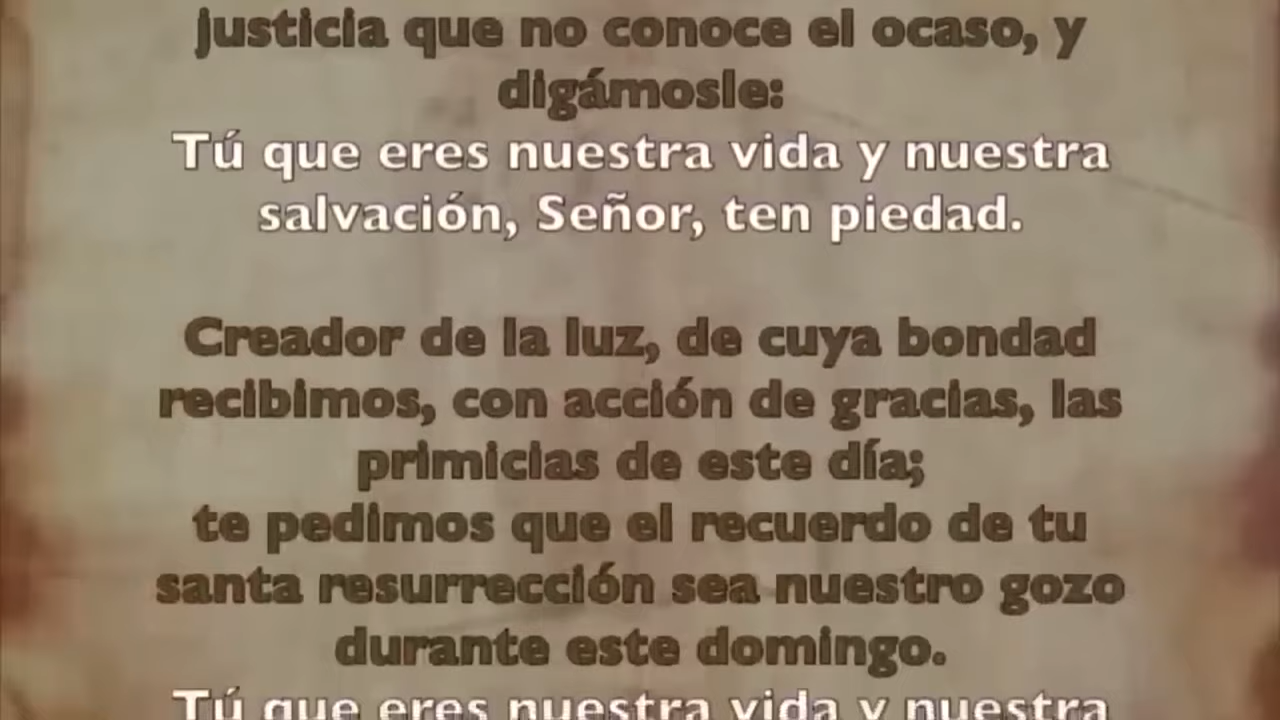 justicia que no conoce el ocaso, y
digámosle:
Tú que eres nuestra vida y nuestra
salvación, Señor, ten piedad.
Creador de la luz, de cuya bondad
recibimos, con acción de gracias, las
primicias de este día;
te pedimos que el recuerdo de tu
santa resurrección sea nuestro gozo
durante este domingo.
Tú que eres nuestra vida y nuestra